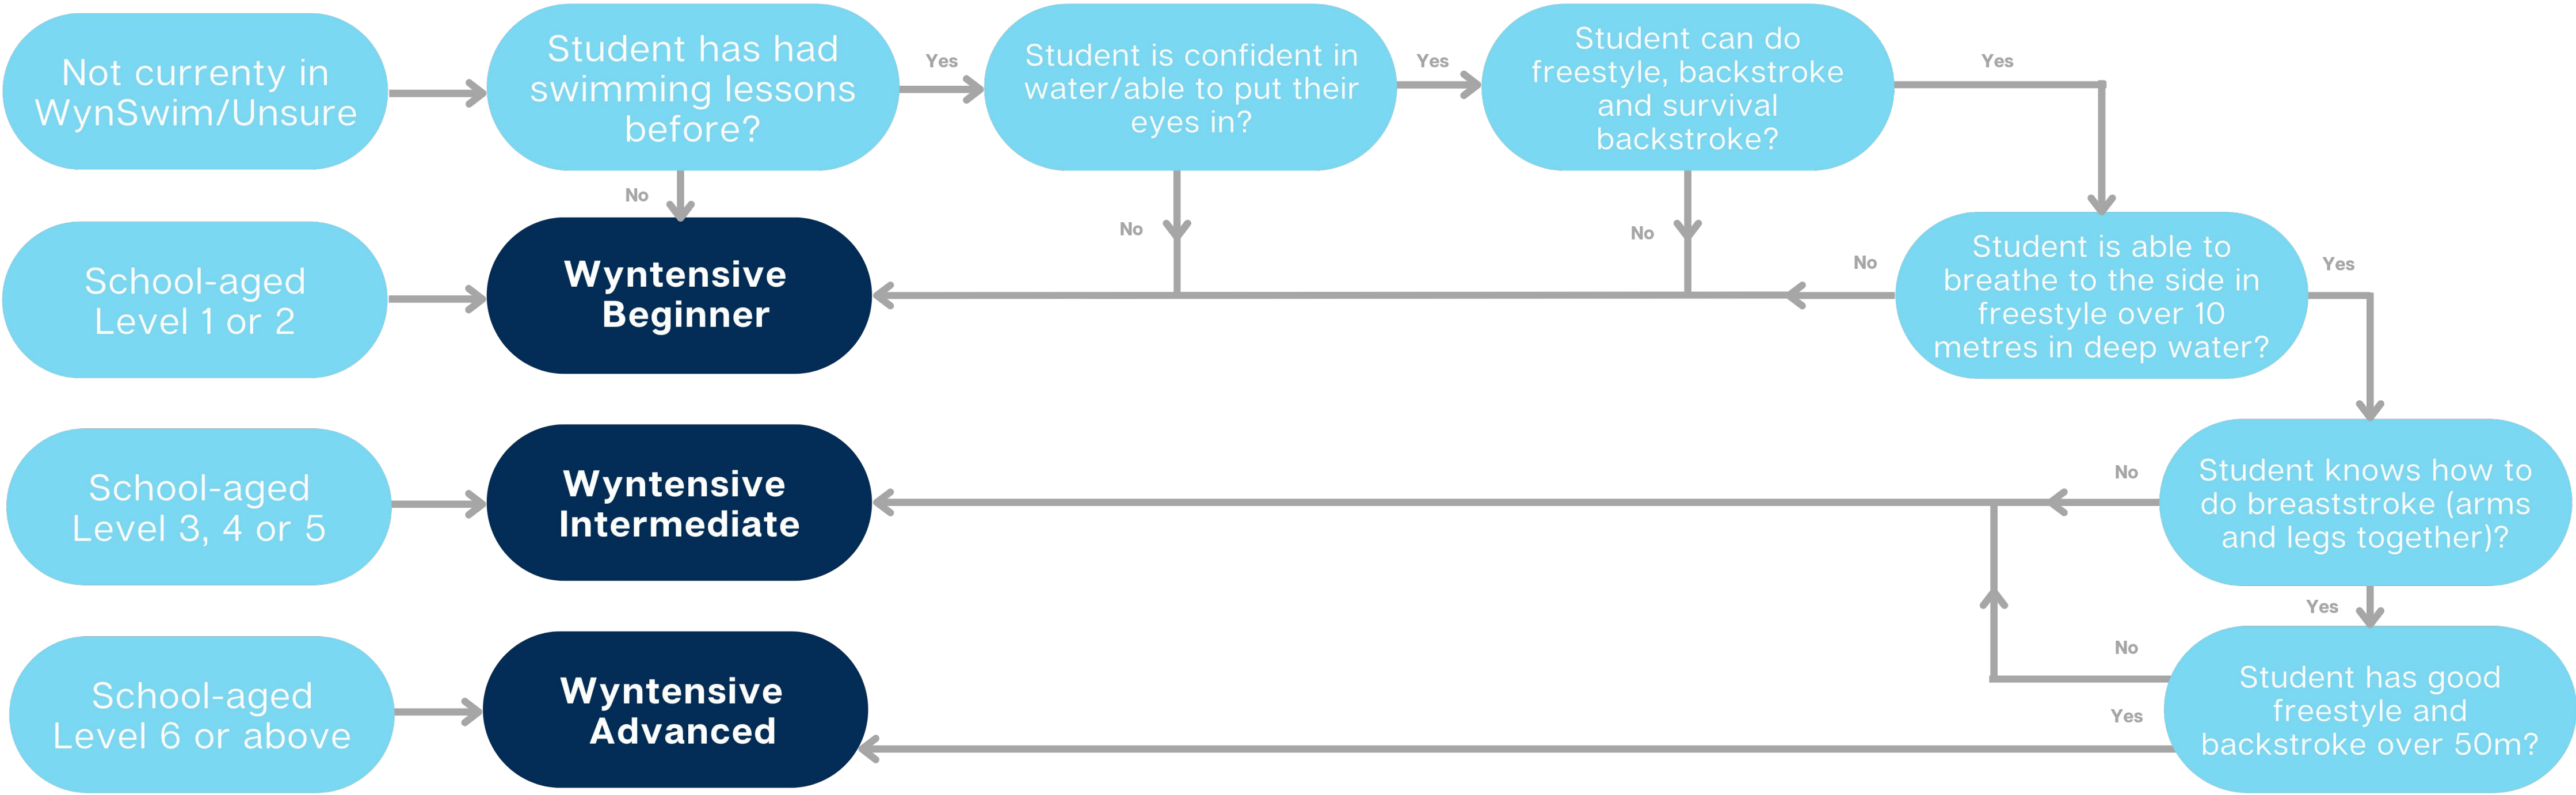 Not currenty in
WynSwim/Unsure
Student has had
swimming lessons
before?
Yes
Student is confident in
water/able to put their
eyes in?
Yes
Student can do
freestyle, backstroke
and survival
backstroke?
Yes
No
No
No
School-aged
Level 1 or 2
Wyntensive
Beginner
No
Student is able to
breathe to the side in
freestyle over 10
metres in deep water?
Yes
School-aged
Level 3, 4 or 5
Wyntensive
Intermediate
No
Student knows how to
do breaststroke (arms
and legs together)?
Yes
School-aged
Level 6 or above
Wyntensive
Advanced
No
Yes
Student has good
freestyle and
backstroke over 50m?